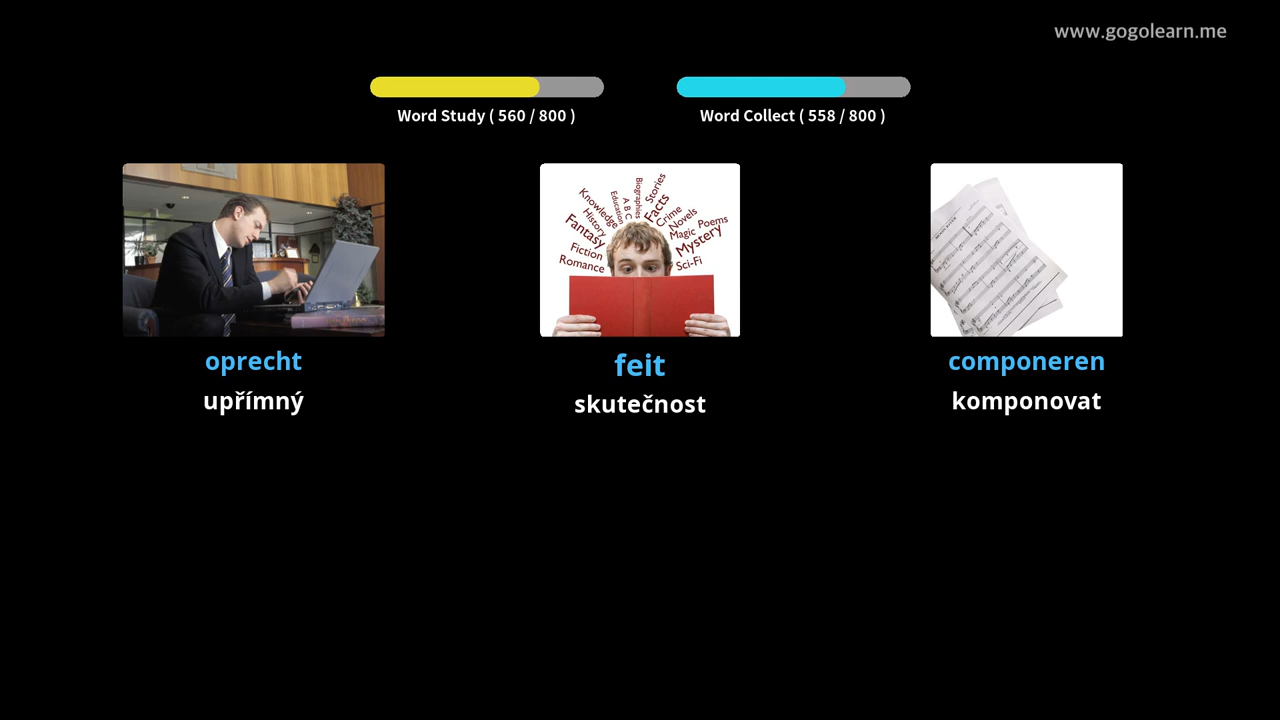 www.gogolearn.me
Word Study ( 560 / 800 )
Word Collect ( 558 / 800 )
Knowledge
History
Fantasy
Fiction
Romance
Education
A B C
Biographies
Stories
Facts
Crime
Novels
Magic
Poems
Mystery
Sci-Fi
oprecht
feit
componeren
upřímný
skutečnost
komponovat